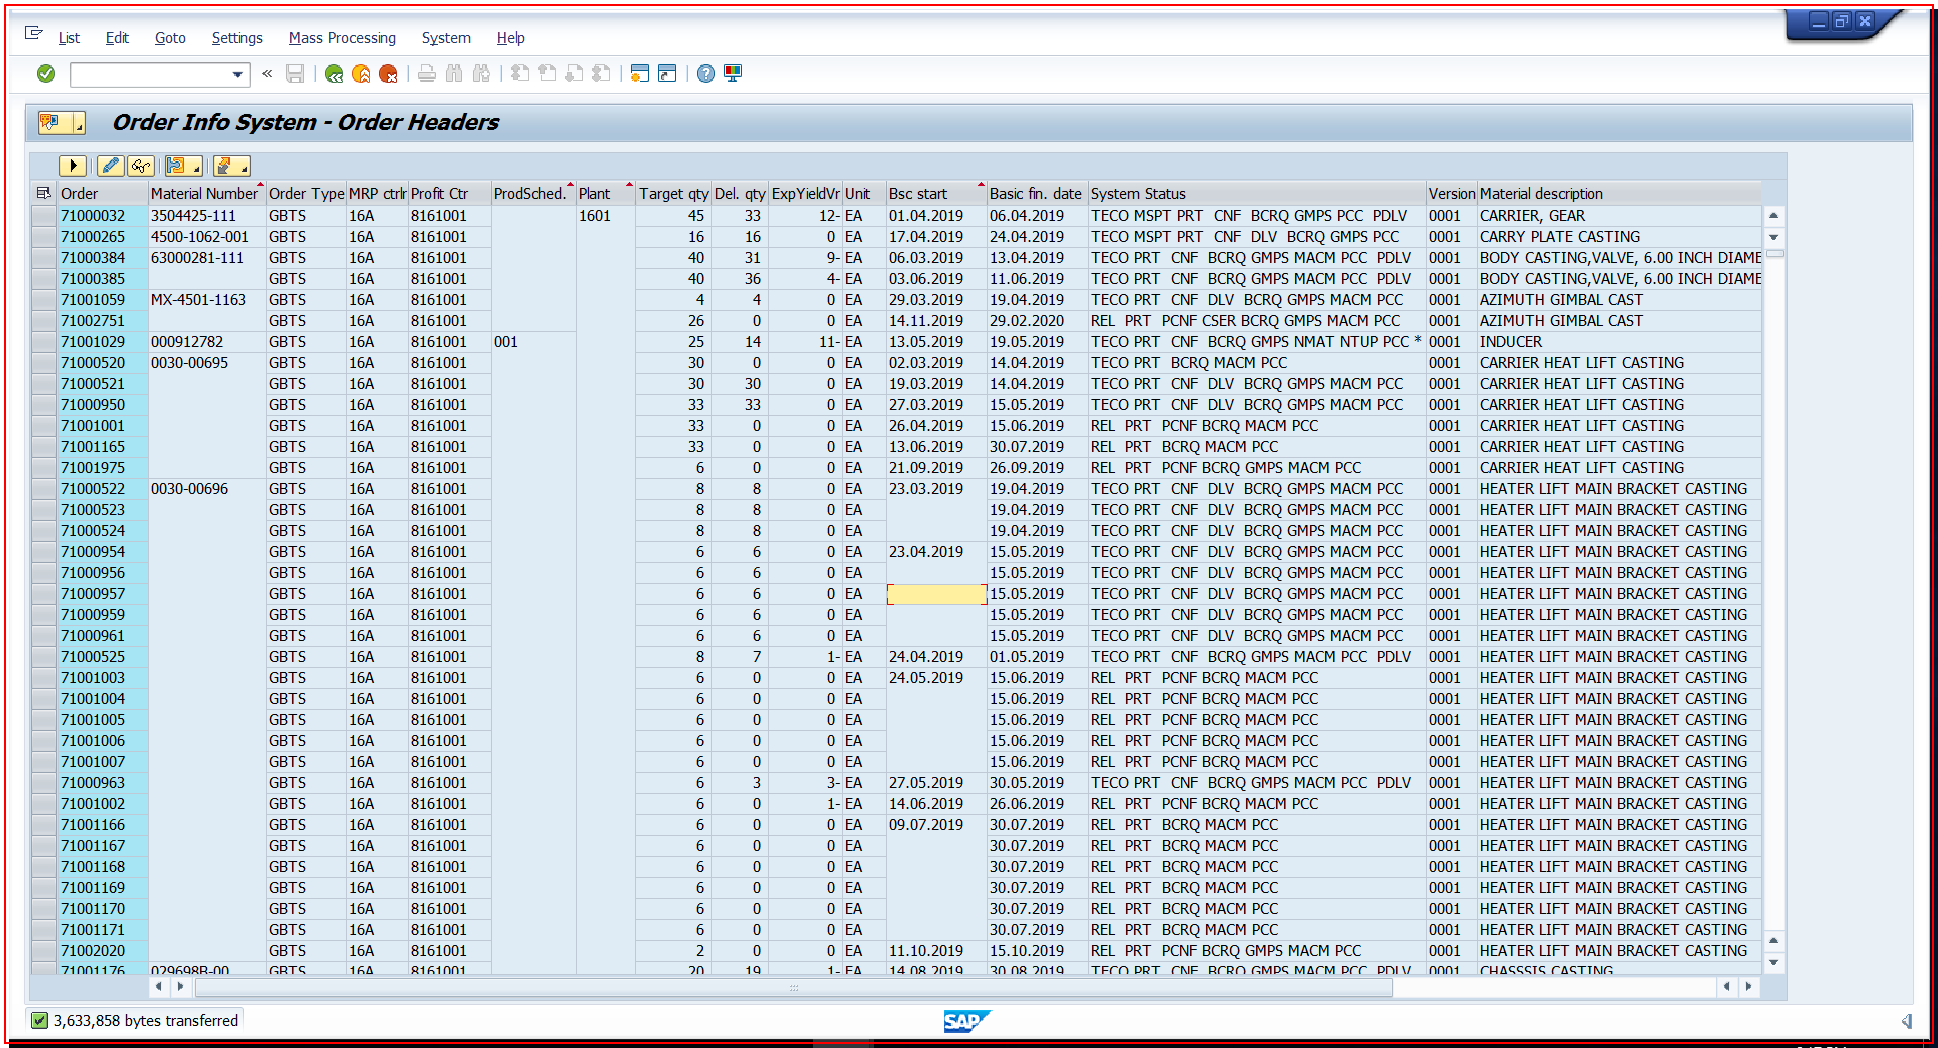 List Edit Goto Settings Mass Processing System Help
Order Info System - Order Headers
Order Material Number Order Type MRP ctrlr Profit Ctr ProdSched. Plant Target qty Del. qty ExpYieldVr Unit Bsc start Basic fin. date System Status Version Material description
71000032 3504425-111 GBTS 16A 8161001 1601 45 33 12- EA 01.04.2019 06.04.2019 TECO MSPT PRT CNF BCRQ GMPS PCC PDLV 0001 CARRIER, GEAR
71000265 4500-1062-001 GBTS 16A 8161001 16 16 0 EA 17.04.2019 24.04.2019 TECO MSPT PRT CNF DLV BCRQ GMPS PCC 0001 CARRY PLATE CASTING
71000384 63000281-111 GBTS 16A 8161001 40 31 9- EA 06.03.2019 13.04.2019 TECO PRT CNF BCRQ GMPS MACM PCC PDLV 0001 BODY CASTING,VALVE, 6.00 INCH DIAME
71000385 GBTS 16A 8161001 40 36 4- EA 03.06.2019 11.06.2019 TECO PRT CNF BCRQ GMPS MACM PCC PDLV 0001 BODY CASTING,VALVE, 6.00 INCH DIAME
71001059 MX-4501-1163 GBTS 16A 8161001 4 4 0 EA 29.03.2019 19.04.2019 TECO PRT CNF DLV BCRQ GMPS MACM PCC 0001 AZIMUTH GIMBAL CAST
71002751 GBTS 16A 8161001 26 0 0 EA 14.11.2019 29.02.2020 REL PRT PCNF CSER BCRQ GMPS MACM PCC 0001 AZIMUTH GIMBAL CAST
71001029 000912782 GBTS 16A 8161001 001 25 14 11- EA 13.05.2019 19.05.2019 TECO PRT CNF BCRQ GMPS NMAT NTUP PCC * 0001 INDUCER
71000520 0030-00695 GBTS 16A 8161001 30 0 0 EA 02.03.2019 14.04.2019 TECO PRT BCRQ MACM PCC 0001 CARRIER HEAT LIFT CASTING
71000521 GBTS 16A 8161001 30 30 0 EA 19.03.2019 14.04.2019 TECO PRT CNF DLV BCRQ GMPS MACM PCC 0001 CARRIER HEAT LIFT CASTING
71000950 GBTS 16A 8161001 33 33 0 EA 27.03.2019 15.05.2019 TECO PRT CNF DLV BCRQ GMPS MACM PCC 0001 CARRIER HEAT LIFT CASTING
71001001 GBTS 16A 8161001 33 0 0 EA 26.04.2019 15.06.2019 REL PRT PCNF BCRQ MACM PCC 0001 CARRIER HEAT LIFT CASTING
71001165 GBTS 16A 8161001 33 0 0 EA 13.06.2019 30.07.2019 REL PRT BCRQ MACM PCC 0001 CARRIER HEAT LIFT CASTING
71001975 GBTS 16A 8161001 6 0 0 EA 21.09.2019 26.09.2019 REL PRT PCNF BCRQ GMPS MACM PCC 0001 CARRIER HEAT LIFT CASTING
71000522 0030-00696 GBTS 16A 8161001 8 8 0 EA 23.03.2019 19.04.2019 TECO PRT CNF DLV BCRQ GMPS MACM PCC 0001 HEATER LIFT MAIN BRACKET CASTING
71000523 GBTS 16A 8161001 8 8 0 EA 19.04.2019 TECO PRT CNF DLV BCRQ GMPS MACM PCC 0001 HEATER LIFT MAIN BRACKET CASTING
71000524 GBTS 16A 8161001 8 8 0 EA 19.04.2019 TECO PRT CNF DLV BCRQ GMPS MACM PCC 0001 HEATER LIFT MAIN BRACKET CASTING
71000954 GBTS 16A 8161001 6 6 0 EA 23.04.2019 15.05.2019 TECO PRT CNF DLV BCRQ GMPS MACM PCC 0001 HEATER LIFT MAIN BRACKET CASTING
71000956 GBTS 16A 8161001 6 6 0 EA 15.05.2019 TECO PRT CNF DLV BCRQ GMPS MACM PCC 0001 HEATER LIFT MAIN BRACKET CASTING
71000957 GBTS 16A 8161001 6 6 0 EA 15.05.2019 TECO PRT CNF DLV BCRQ GMPS MACM PCC 0001 HEATER LIFT MAIN BRACKET CASTING
71000959 GBTS 16A 8161001 6 6 0 EA 15.05.2019 TECO PRT CNF DLV BCRQ GMPS MACM PCC 0001 HEATER LIFT MAIN BRACKET CASTING
71000961 GBTS 16A 8161001 6 6 0 EA 15.05.2019 TECO PRT CNF DLV BCRQ GMPS MACM PCC 0001 HEATER LIFT MAIN BRACKET CASTING
71000525 GBTS 16A 8161001 8 7 1- EA 24.04.2019 01.05.2019 TECO PRT CNF BCRQ GMPS MACM PCC PDLV 0001 HEATER LIFT MAIN BRACKET CASTING
71001003 GBTS 16A 8161001 6 0 0 EA 24.05.2019 15.06.2019 REL PRT PCNF BCRQ MACM PCC 0001 HEATER LIFT MAIN BRACKET CASTING
71001004 GBTS 16A 8161001 6 0 0 EA 15.06.2019 REL PRT PCNF BCRQ MACM PCC 0001 HEATER LIFT MAIN BRACKET CASTING
71001005 GBTS 16A 8161001 6 0 0 EA 15.06.2019 REL PRT PCNF BCRQ MACM PCC 0001 HEATER LIFT MAIN BRACKET CASTING
71001006 GBTS 16A 8161001 6 0 0 EA 15.06.2019 REL PRT PCNF BCRQ MACM PCC 0001 HEATER LIFT MAIN BRACKET CASTING
71001007 GBTS 16A 8161001 6 0 0 EA 15.06.2019 REL PRT PCNF BCRQ MACM PCC 0001 HEATER LIFT MAIN BRACKET CASTING
71000963 GBTS 16A 8161001 6 3 3- EA 27.05.2019 30.05.2019 TECO PRT CNF BCRQ GMPS MACM PCC PDLV 0001 HEATER LIFT MAIN BRACKET CASTING
71001002 GBTS 16A 8161001 6 0 1- EA 14.06.2019 26.06.2019 REL PRT PCNF BCRQ MACM PCC 0001 HEATER LIFT MAIN BRACKET CASTING
71001166 GBTS 16A 8161001 6 0 0 EA 09.07.2019 30.07.2019 REL PRT BCRQ MACM PCC 0001 HEATER LIFT MAIN BRACKET CASTING
71001167 GBTS 16A 8161001 6 0 0 EA 30.07.2019 REL PRT BCRQ MACM PCC 0001 HEATER LIFT MAIN BRACKET CASTING
71001168 GBTS 16A 8161001 6 0 0 EA 30.07.2019 REL PRT BCRQ MACM PCC 0001 HEATER LIFT MAIN BRACKET CASTING
71001169 GBTS 16A 8161001 6 0 0 EA 30.07.2019 REL PRT BCRQ MACM PCC 0001 HEATER LIFT MAIN BRACKET CASTING
71001170 GBTS 16A 8161001 6 0 0 EA 30.07.2019 REL PRT BCRQ MACM PCC 0001 HEATER LIFT MAIN BRACKET CASTING
71001171 GBTS 16A 8161001 6 0 0 EA 30.07.2019 REL PRT BCRQ MACM PCC 0001 HEATER LIFT MAIN BRACKET CASTING
71002020 GBTS 16A 8161001 2 0 0 EA 11.10.2019 15.10.2019 REL PRT PCNF BCRQ GMPS MACM PCC 0001 HEATER LIFT MAIN BRACKET CASTING
71001176 029698B-00 GBTS 16A 8161001 20 19 1- EA 14.08.2019 30.08.2019 TECO PRT CNF BCRQ GMPS MACM PCC PDLV 0001 CHASSSIS CASTING
3,633,858 bytes transferred
SAP